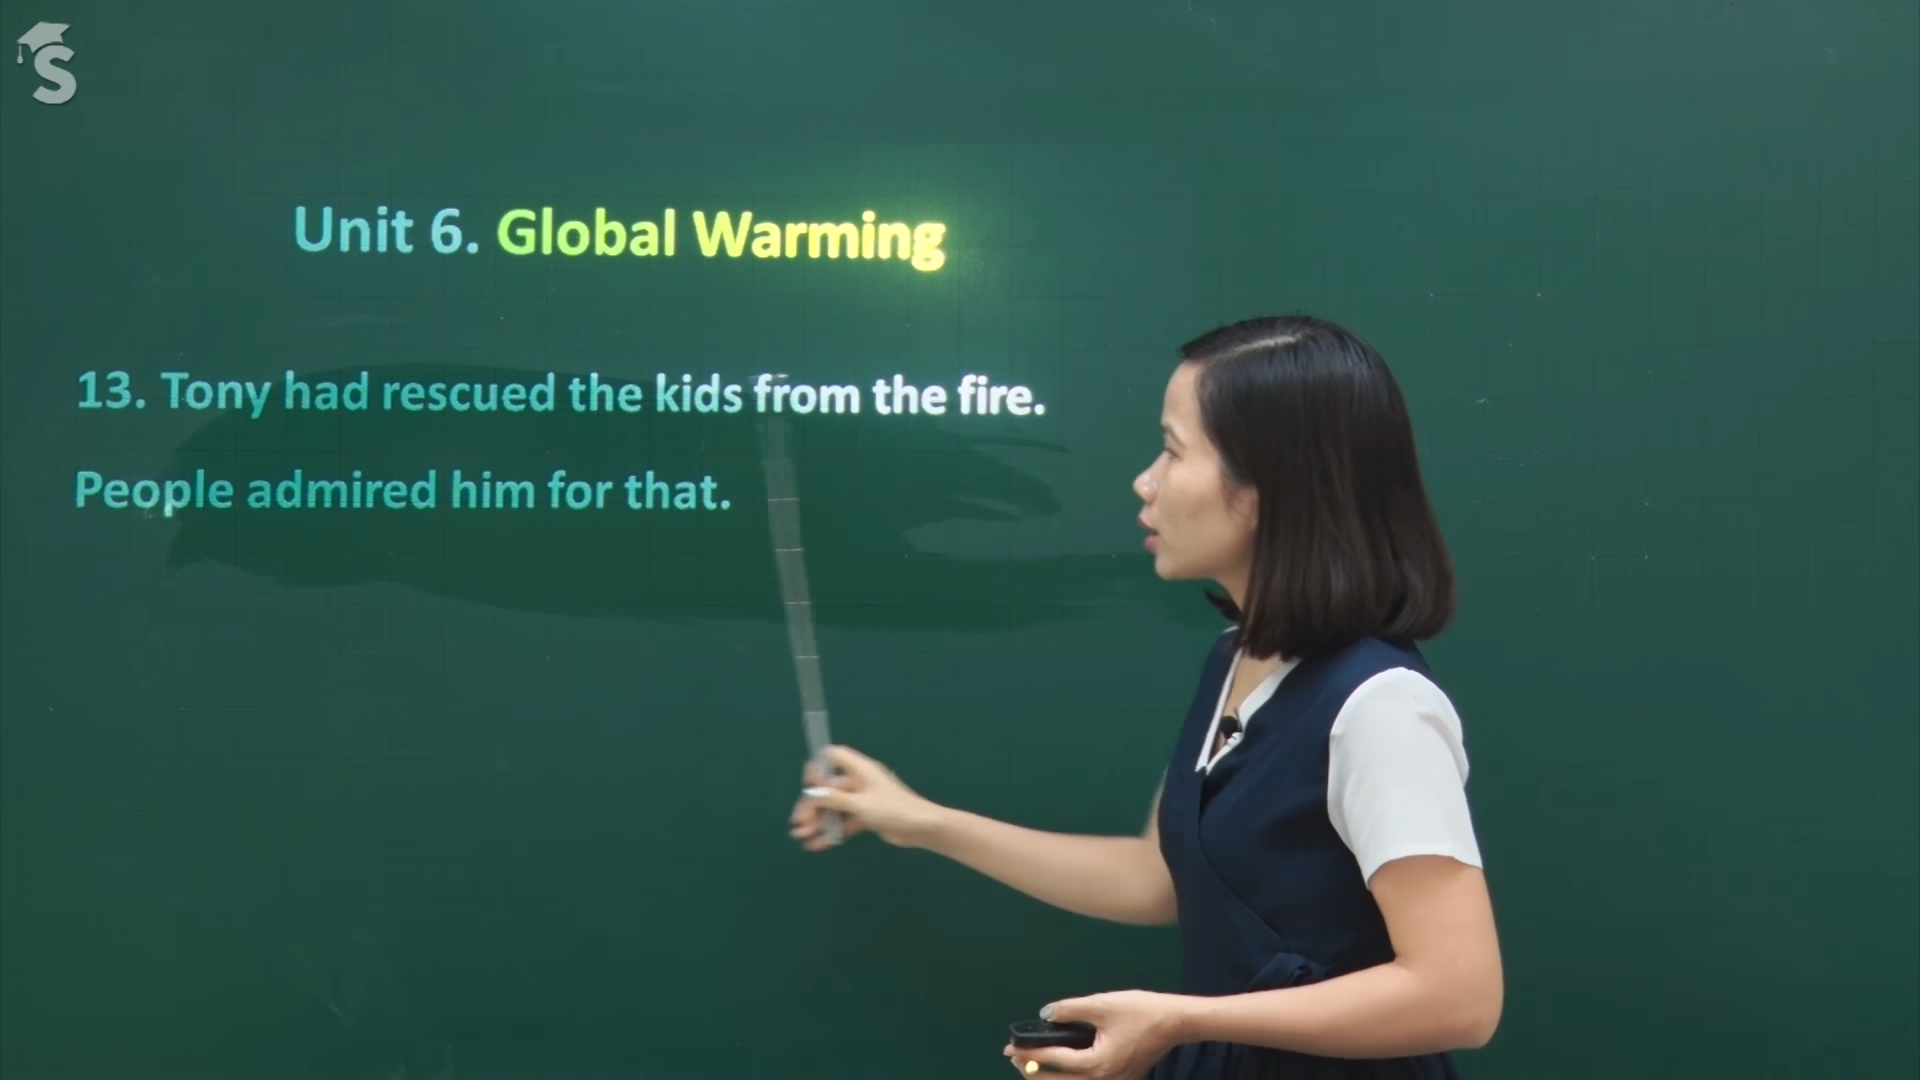 S
Unit 6. Global Warming
13. Tony had rescued the kids from the fire.
People admired him for that.